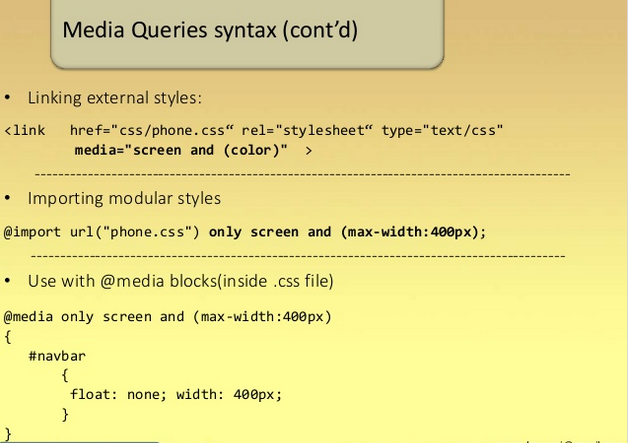 Media Queries syntax (cont’d)
• Linking external styles:
<link href="css/phone.css“ rel="stylesheet“ type="text/css"
media="screen and (color)" >
------------------------------------------------------------------------------------------
• Importing modular styles
@import url("phone.css") only screen and (max-width:400px);
------------------------------------------------------------------------------------------
• Use with @media blocks(inside .css file)
@media only screen and (max-width:400px)
{
#navbar
{
float: none; width: 400px;
}
}